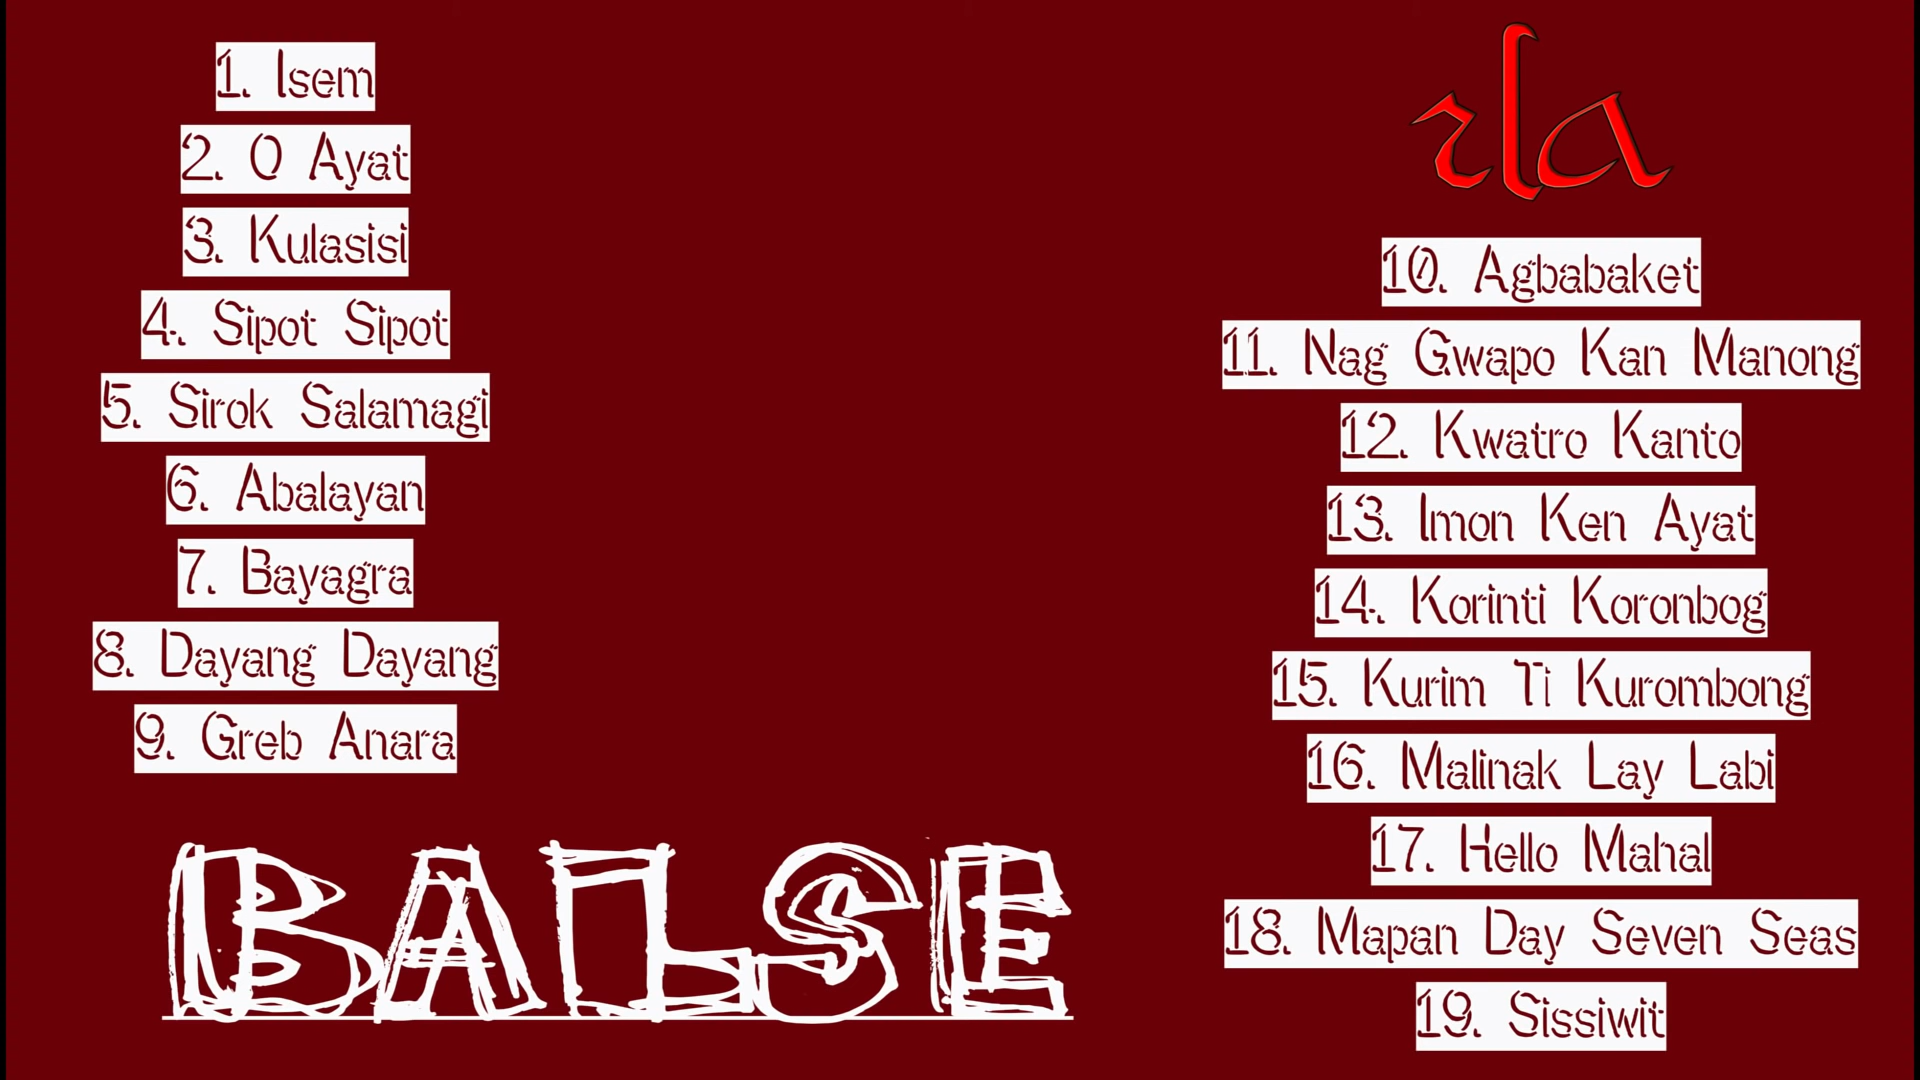 1. Isem
2. O Ayat
3. Kulasisi
4. Sipot Sipot
5. Sirok Salamagi
6. Abalayan
7. Bayagra
8. Dayang Dayang
9. Greb Anara
BALSE
rla
10. Agbabaket
11. Nag Gwapo Kan Manong
12. Kwatro Kanto
13. Imon Ken Ayat
14. Korinti Koronbog
15. Kurim Ti Kurombong
16. Malinak Lay Labi
17. Hello Mahal
18. Mapan Day Seven Seas
19. Sissiwit